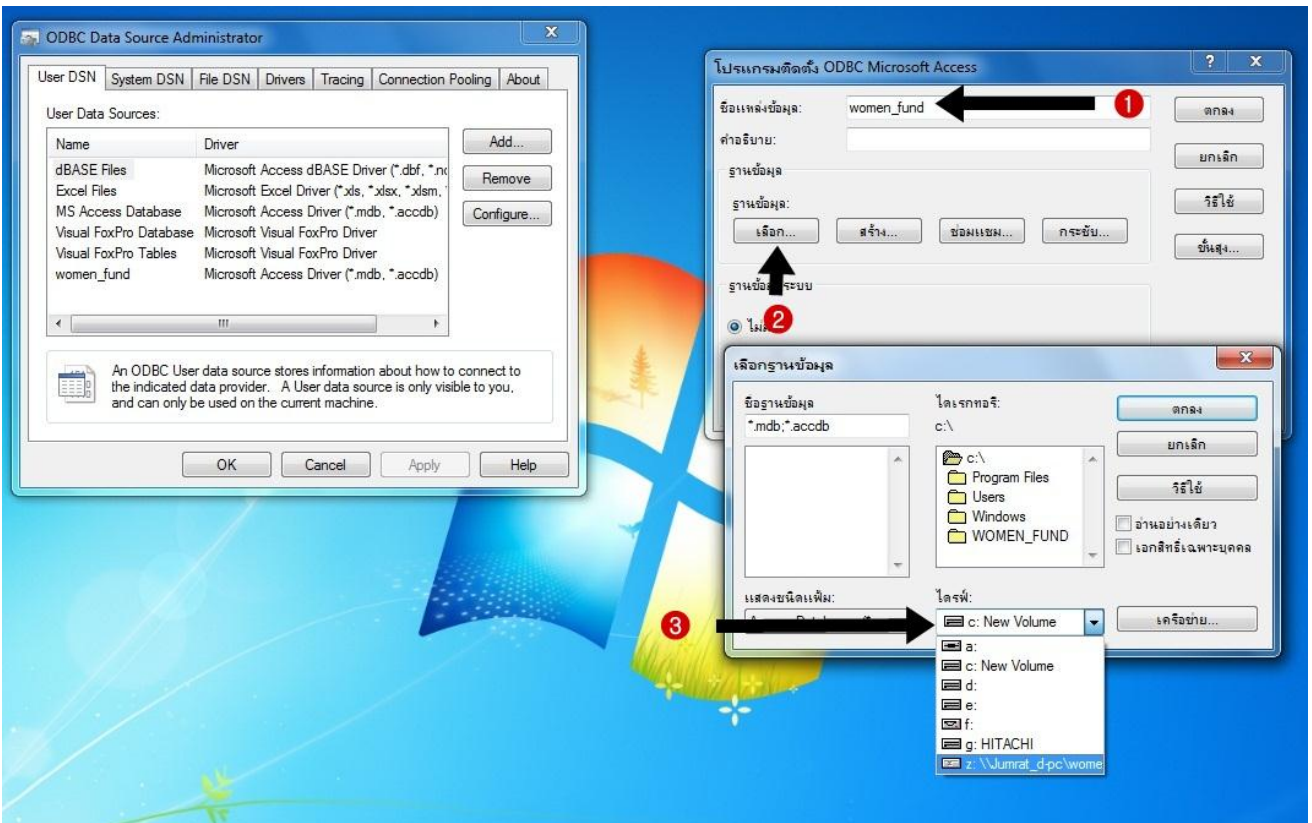 ODBC Data Source Administrator
User DSN System DSN File DSN Drivers Tracing Connection Pooling About
User Data Sources:
Name Driver
dBASE Files Microsoft Access dBASE Driver (*.dbf, *.nd
Excel Files Microsoft Excel Driver (*.xls, *.xlsx, *.xlsm, *
MS Access Database Microsoft Access Driver (*.mdb, *.accdb)
Visual FoxPro Database Microsoft Visual FoxPro Driver
Visual FoxPro Tables Microsoft Visual FoxPro Driver
women_fund Microsoft Access Driver (*.mdb, *.accdb)
Add...
Remove
Configure...
An ODBC User data source stores information about how to connect to
the indicated data provider. A User data source is only visible to you,
and can only be used on the current machine.
OK Cancel Apply Help
โปรแกรมติดตั้ง ODBC Microsoft Access
ชื่อแหล่งข้อมูล: women_fund 1
คำอธิบาย:
ฐานข้อมูล
ฐานข้อมูล:
เลือก... สร้าง... ซ่อมแซม... กระชับ...
ตกลง
ยกเลิก
วิธีใช้
ขั้นสูง...
2
เลือกฐานข้อมูล
ชื่อฐานข้อมูล
*.mdb;*.accdb
ไดเรกทอรี:
c:\
c:\
Program Files
Users
Windows
WOMEN_FUND
ตกลง
ยกเลิก
วิธีใช้
อ่านอย่างเดียว
เอกสิทธิ์เฉพาะบุคคล
แสดงชนิดแฟ้ม:
3
ไดรฟ์:
c: New Volume
เครือข่าย...
a:
c: New Volume
d:
e:
f:
g: HITACHI
z: \\Jumrat_d-pc\wome